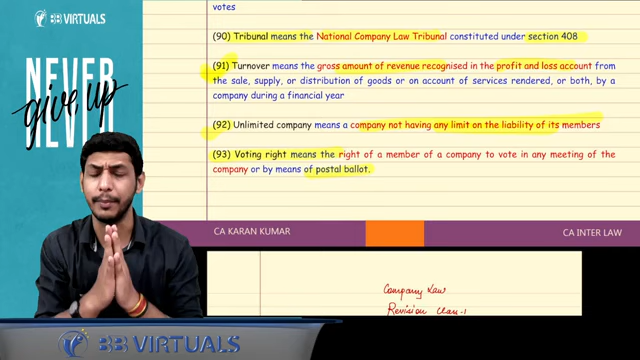 BB VIRTUALS
NEVER
give up
NEVER
votes
(90) Tribunal means the National Company Law Tribunal constituted under section 408
(91) Turnover means the gross amount of revenue recognised in the profit and loss account from
the sale, supply, or distribution of goods or on account of services rendered, or both, by a
company during a financial year
(92) Unlimited company means a company not having any limit on the liability of its members
(93) Voting right means the right of a member of a company to vote in any meeting of the
company or by means of postal ballot.
CA KARAN KUMAR
CA INTER LAW
Company Law
Revision Class-1
BB VIRTUALS